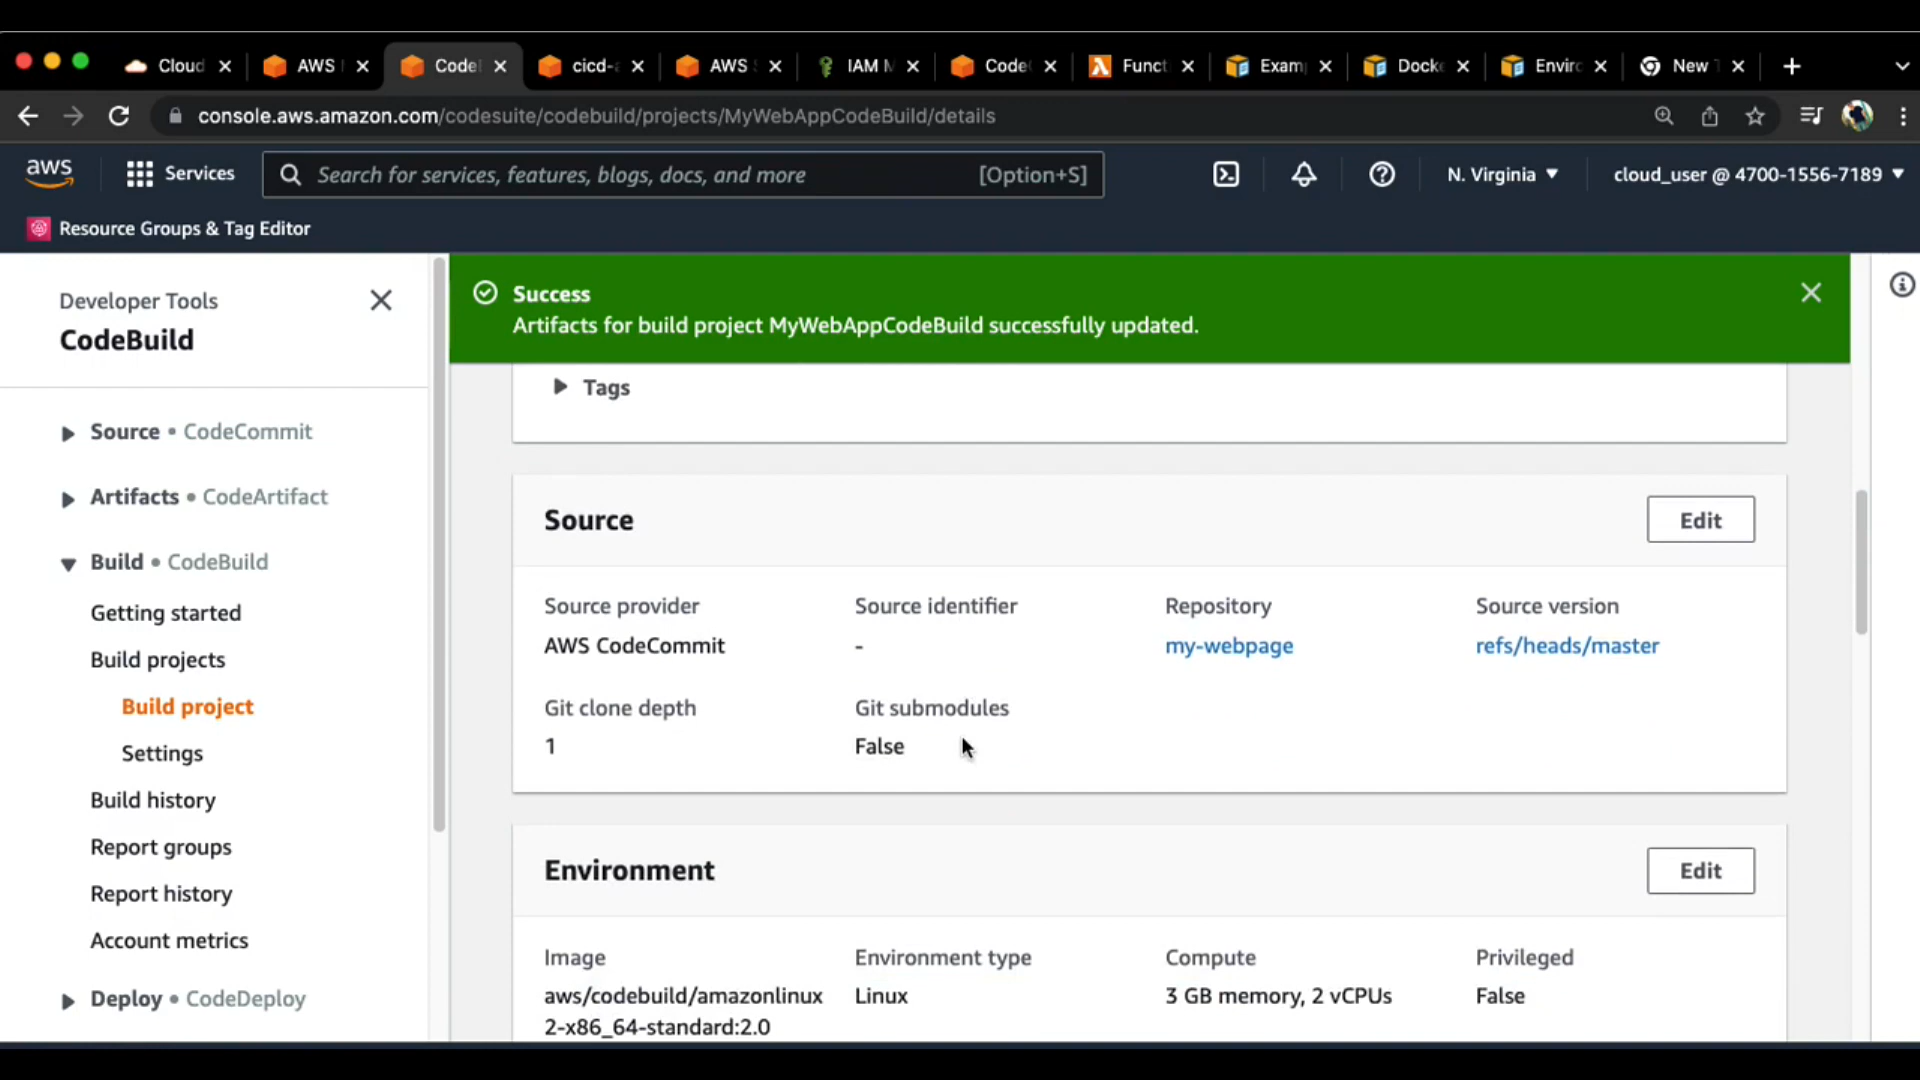 Cloud
AWS
Code
cicd-
AWS
IAM M
Code
Funct
Exam
Docke
Enviro
New T
console.aws.amazon.com/codesuite/codebuild/projects/MyWebAppCodeBuild/details
aws
Services
Search for services, features, blogs, docs, and more
[Option+S]
N. Virginia
cloud_user @ 4700-1556-7189
Resource Groups & Tag Editor
Developer Tools
CodeBuild
Source • CodeCommit
Artifacts • CodeArtifact
Build • CodeBuild
Getting started
Build projects
Build project
Settings
Build history
Report groups
Report history
Account metrics
Deploy • CodeDeploy
Success
Artifacts for build project MyWebAppCodeBuild successfully updated.
Tags
Source
Edit
Source provider
AWS CodeCommit
Source identifier
-
Repository
my-webpage
Source version
refs/heads/master
Git clone depth
1
Git submodules
False
Environment
Edit
Image
aws/codebuild/amazonlinux
2-x86_64-standard:2.0
Environment type
Linux
Compute
3 GB memory, 2 vCPUs
Privileged
False